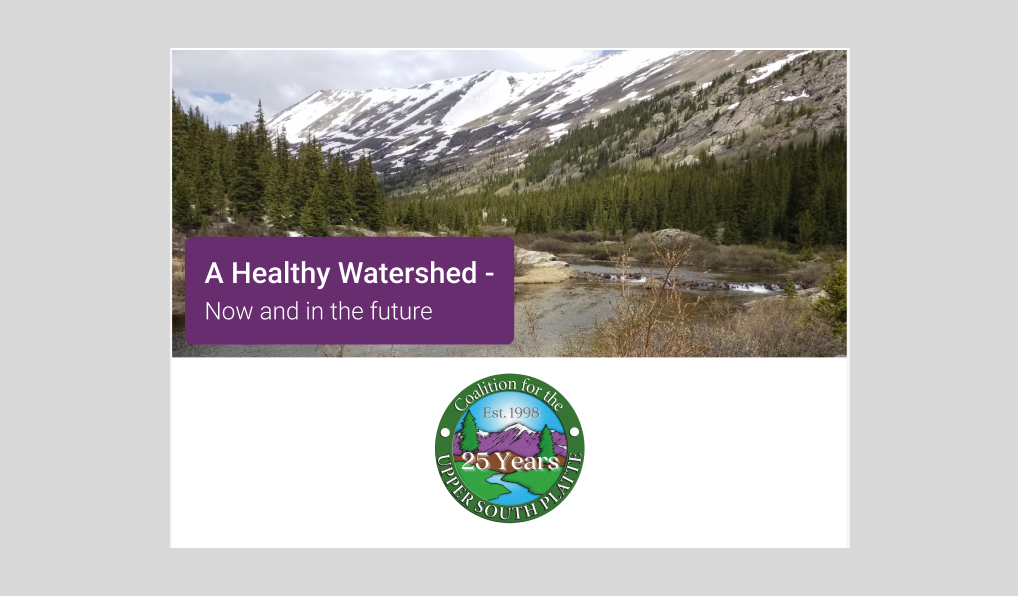 A Healthy Watershed -
Now and in the future
Coalition for the
Est. 1998
25 Years
UPPER SOUTH PLATTE